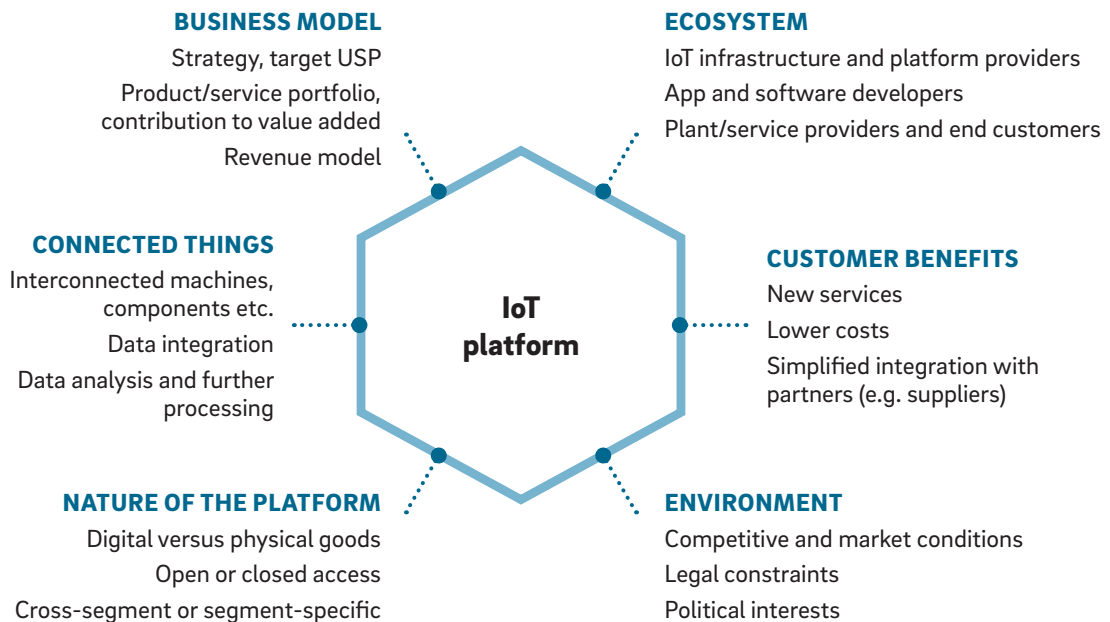 BUSINESS MODEL
Strategy, target USP
Product/service portfolio,
contribution to value added
Revenue model
ECOSYSTEM
IoT infrastructure and platform providers
App and software developers
Plant/service providers and end customers
CONNECTED THINGS
Interconnected machines,
components etc.
Data integration
Data analysis and further
processing
IoT
platform
CUSTOMER BENEFITS
New services
Lower costs
Simplified integration with
partners (e.g. suppliers)
NATURE OF THE PLATFORM
Digital versus physical goods
Open or closed access
Cross-segment or segment-specific
ENVIRONMENT
Competitive and market conditions
Legal constraints
Political interests